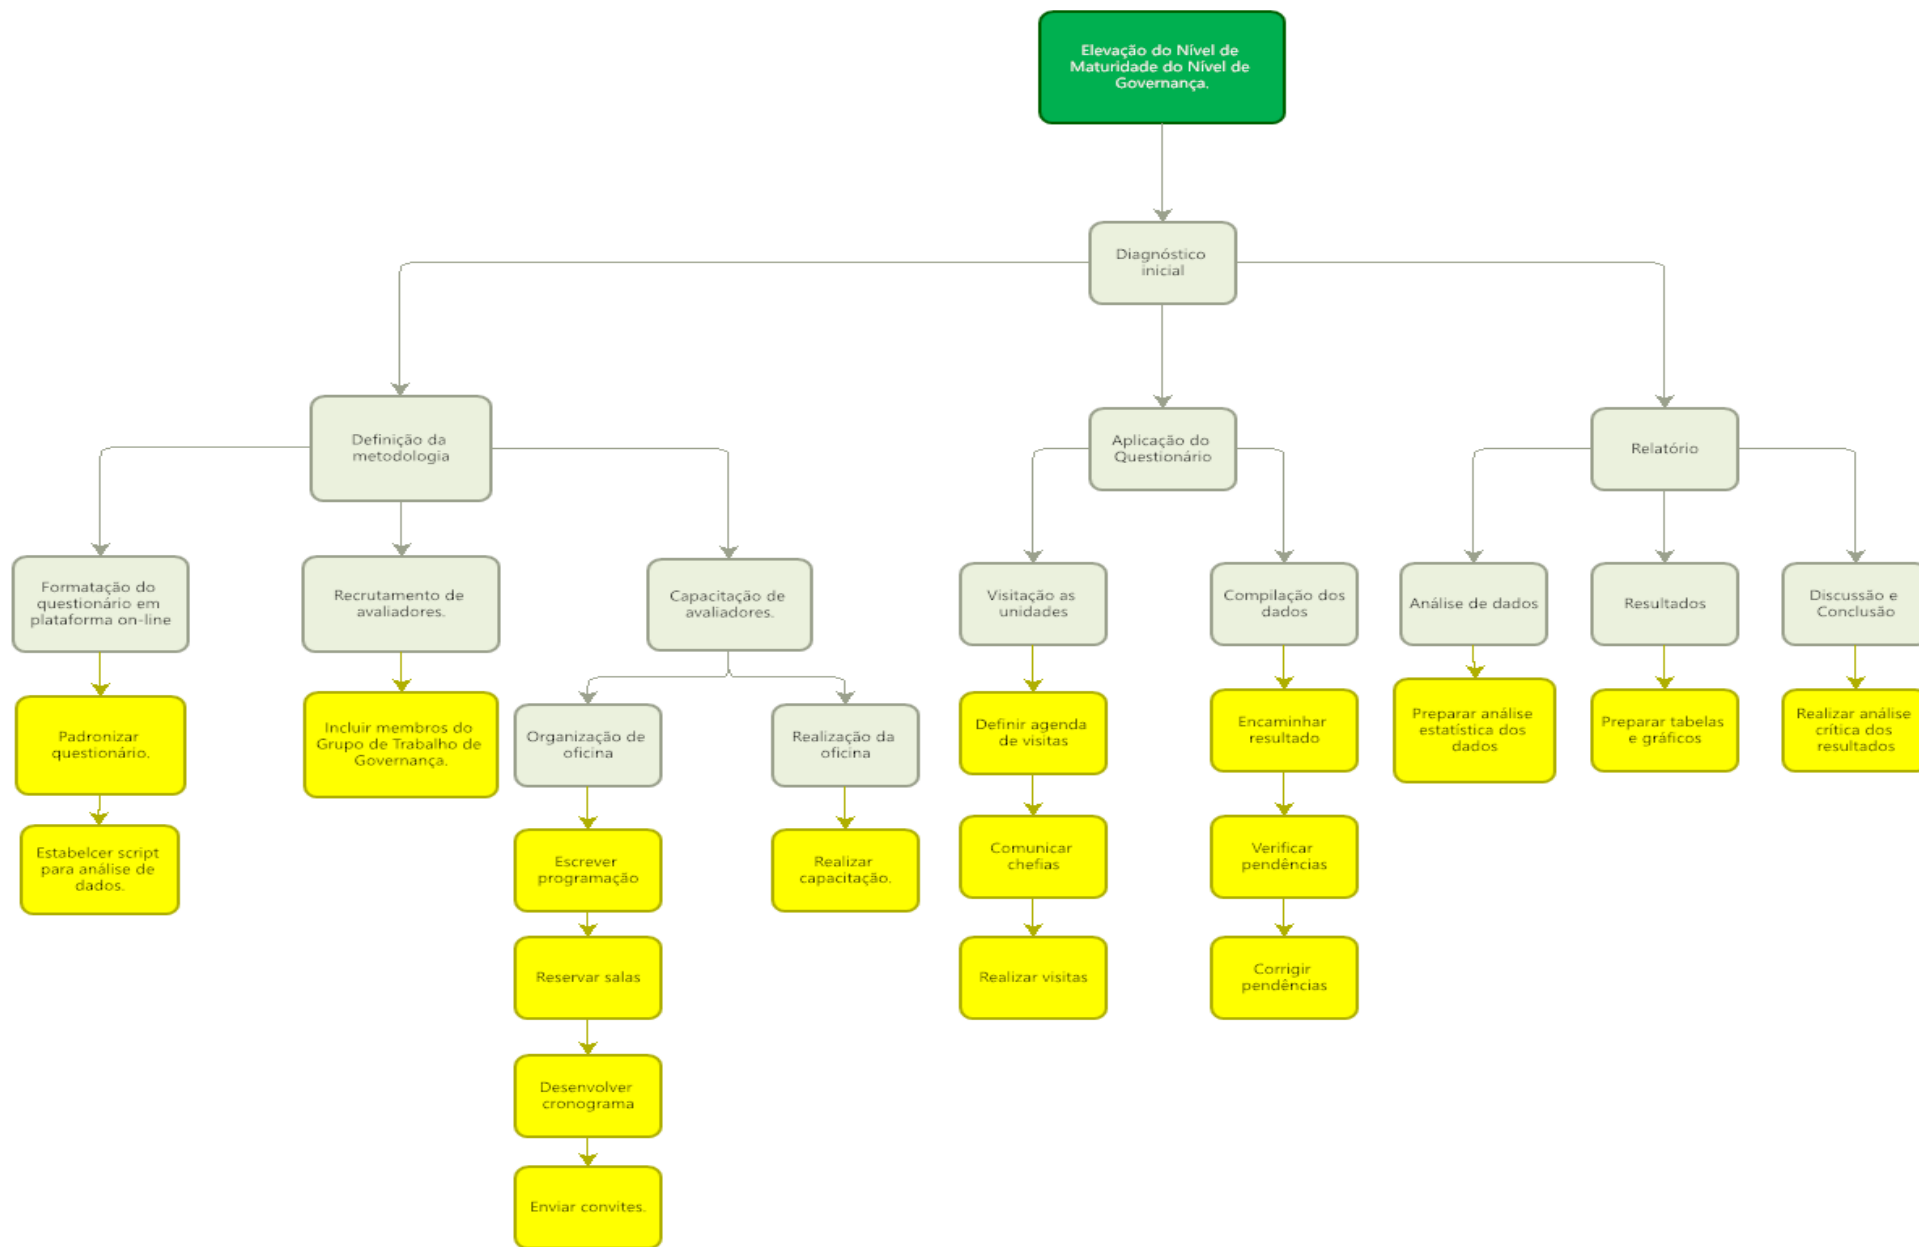 Elevação do Nível de
Maturidade do Nível de
Governança.
Diagnóstico
inicial
Definição da
metodologia
Aplicação do
Questionário
Relatório
Formatação do
questionário em
plataforma on-line
Recrutamento de
avaliadores.
Capacitação de
avaliadores.
Visitação as
unidades
Compilação dos
dados
Análise de dados
Resultados
Discussão e
Conclusão
Padronizar
questionário.
Incluir membros do
Grupo de Trabalho de
Governança.
Organização de
oficina
Realização da
oficina
Definir agenda
de visitas
Encaminhar
resultado
Preparar análise
estatística dos
dados
Preparar tabelas
e gráficos
Realizar análise
crítica dos
resultados
Estabelcer script
para análise de
dados.
Escrever
programação
Realizar
capacitação.
Comunicar
chefias
Verificar
pendências
Reservar salas
Realizar visitas
Corrigir
pendências
Desenvolver
cronograma
Enviar convites.